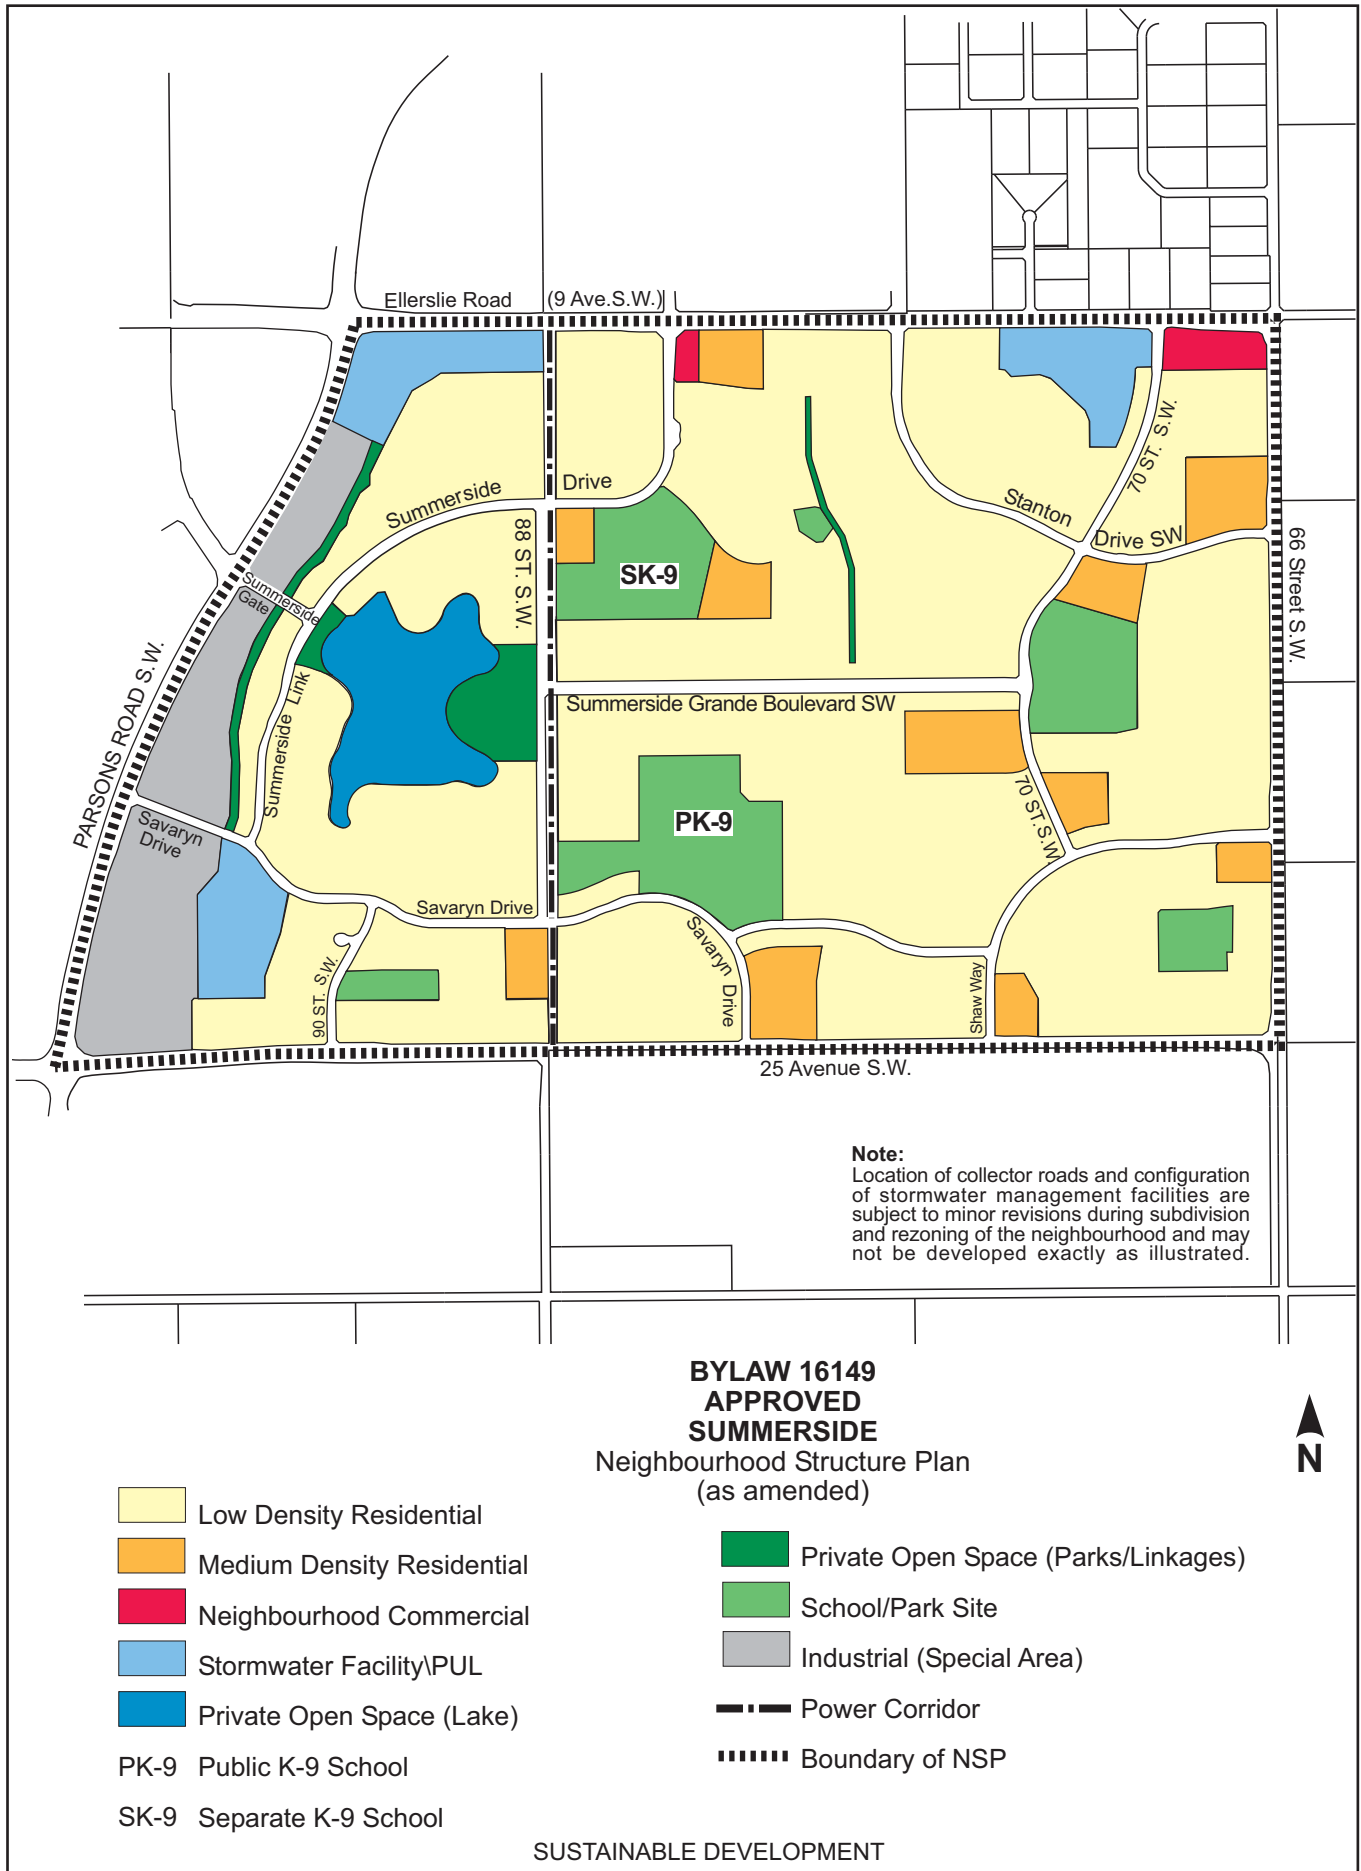 Ellerslie Road (9 Ave.S.W.)
Summerside Drive
88 ST. S.W.
Stanton Drive SW
70 ST. S.W.
66 Street S.W.
SK-9
Summerside Gate
Summerside Link
PARSONS ROAD S.W.
Summerside Grande Boulevard SW
PK-9
70 ST.S.W.
Savaryn
Drive
Savaryn Drive
Savaryn Drive
90 ST. S.W.
Shaw Way
25 Avenue S.W.
Note:
Location of collector roads and configuration
of stormwater management facilities are
subject to minor revisions during subdivision
and rezoning of the neighbourhood and may
not be developed exactly as illustrated.
BYLAW 16149
APPROVED
SUMMERSIDE
Neighbourhood Structure Plan
(as amended)
N
Low Density Residential
Medium Density Residential
Neighbourhood Commercial
Stormwater Facility\PUL
Private Open Space (Lake)
PK-9 Public K-9 School
SK-9 Separate K-9 School
Private Open Space (Parks/Linkages)
School/Park Site
Industrial (Special Area)
Power Corridor
Boundary of NSP
SUSTAINABLE DEVELOPMENT